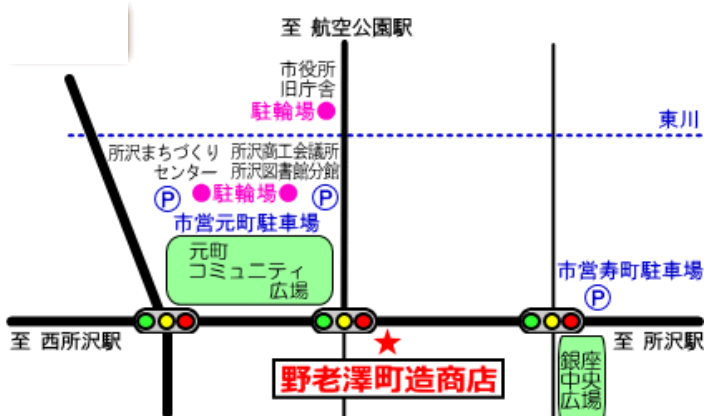 至 航空公園駅
市役所
旧庁舎
駐輪場
東川
所沢まちづくり
センター
所沢商工会議所
所沢図書館分館
駐輪場
P
P
市営元町駐車場
元町
コミュニティ
広場
市営寿町駐車場
P
至 西所沢駅
至 所沢駅
野老澤町造商店
銀座
中央
広場